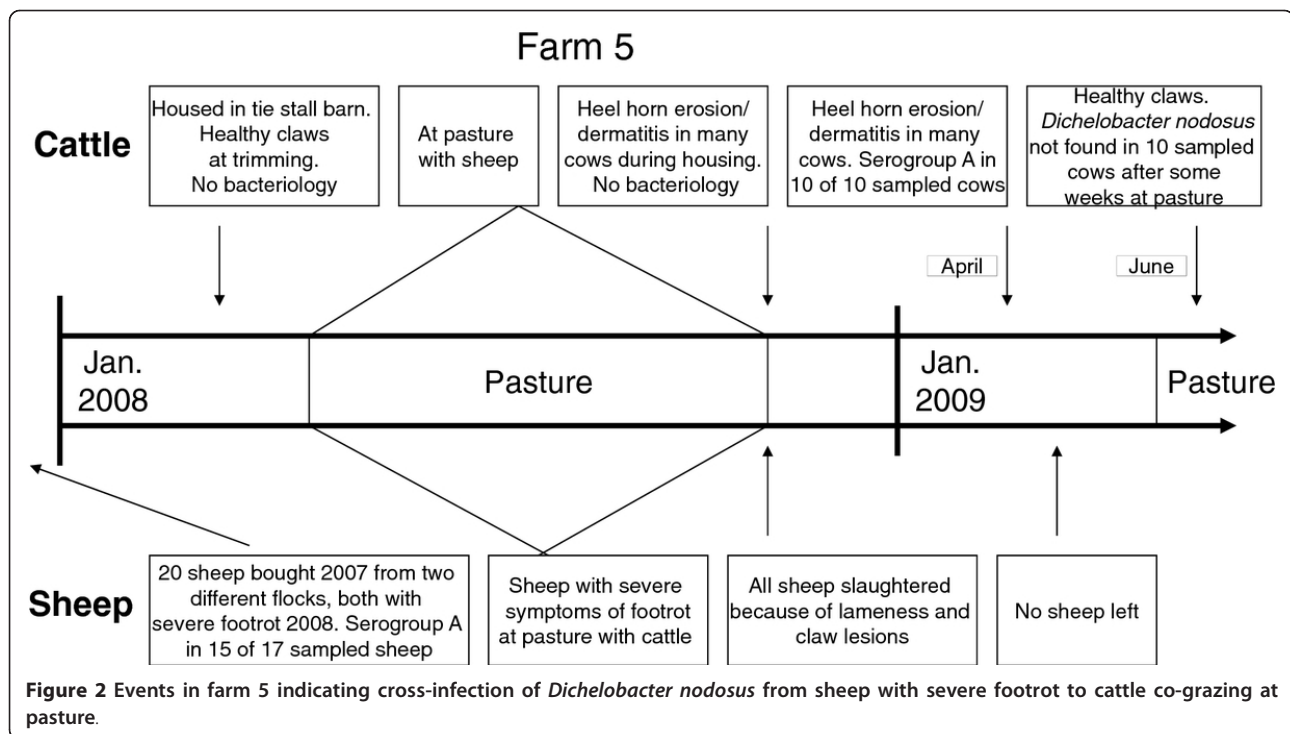 Farm 5
Cattle
Housed in tie stall barn.
Healthy claws
at trimming.
No bacteriology
At pasture
with sheep
Heel horn erosion/
dermatitis in many
cows during housing.
No bacteriology
Heel horn erosion/
dermatitis in many
cows. Serogroup A in
10 of 10 sampled cows
Healthy claws.
Dichelobacter nodosus
not found in 10 sampled
cows after some
weeks at pasture
April
June
Jan.
2008
Pasture
Jan.
2009
Pasture
Sheep
20 sheep bought 2007 from two
different flocks, both with
severe footrot 2008. Serogroup A
in 15 of 17 sampled sheep
Sheep with severe
symptoms of footrot
at pasture with cattle
All sheep slaughtered
because of lameness and
claw lesions
No sheep left
Figure 2 Events in farm 5 indicating cross-infection of Dichelobacter nodosus from sheep with severe footrot to cattle co-grazing at
pasture.